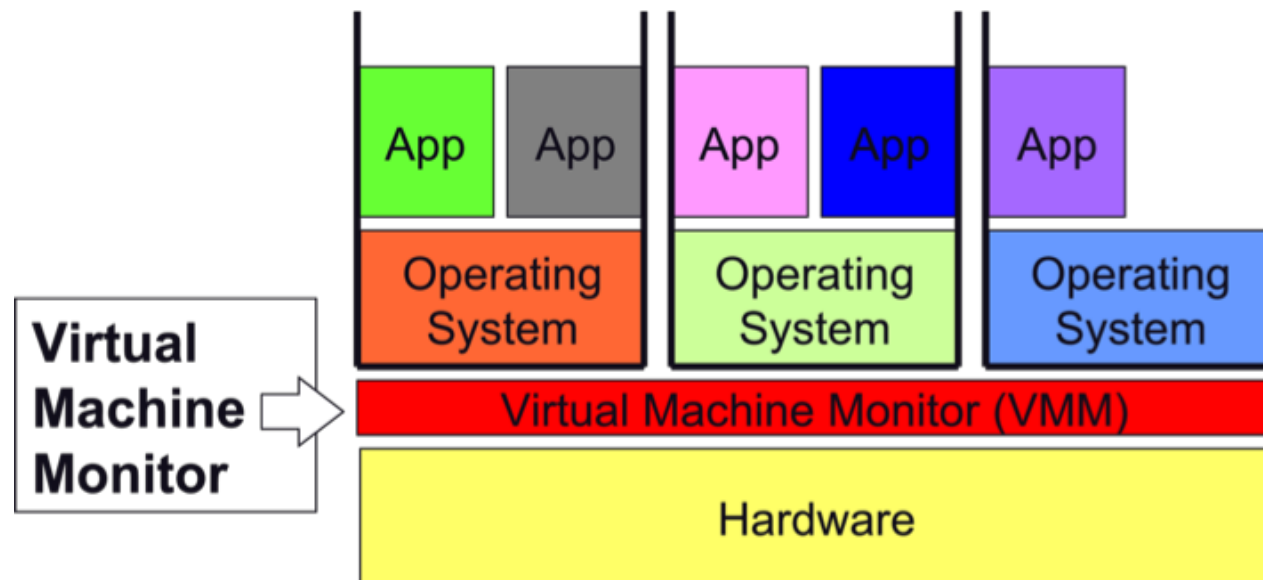 App
App
App
App
App
Operating
System
Operating
System
Operating
System
Virtual
Machine
Monitor
Virtual Machine Monitor (VMM)
Hardware